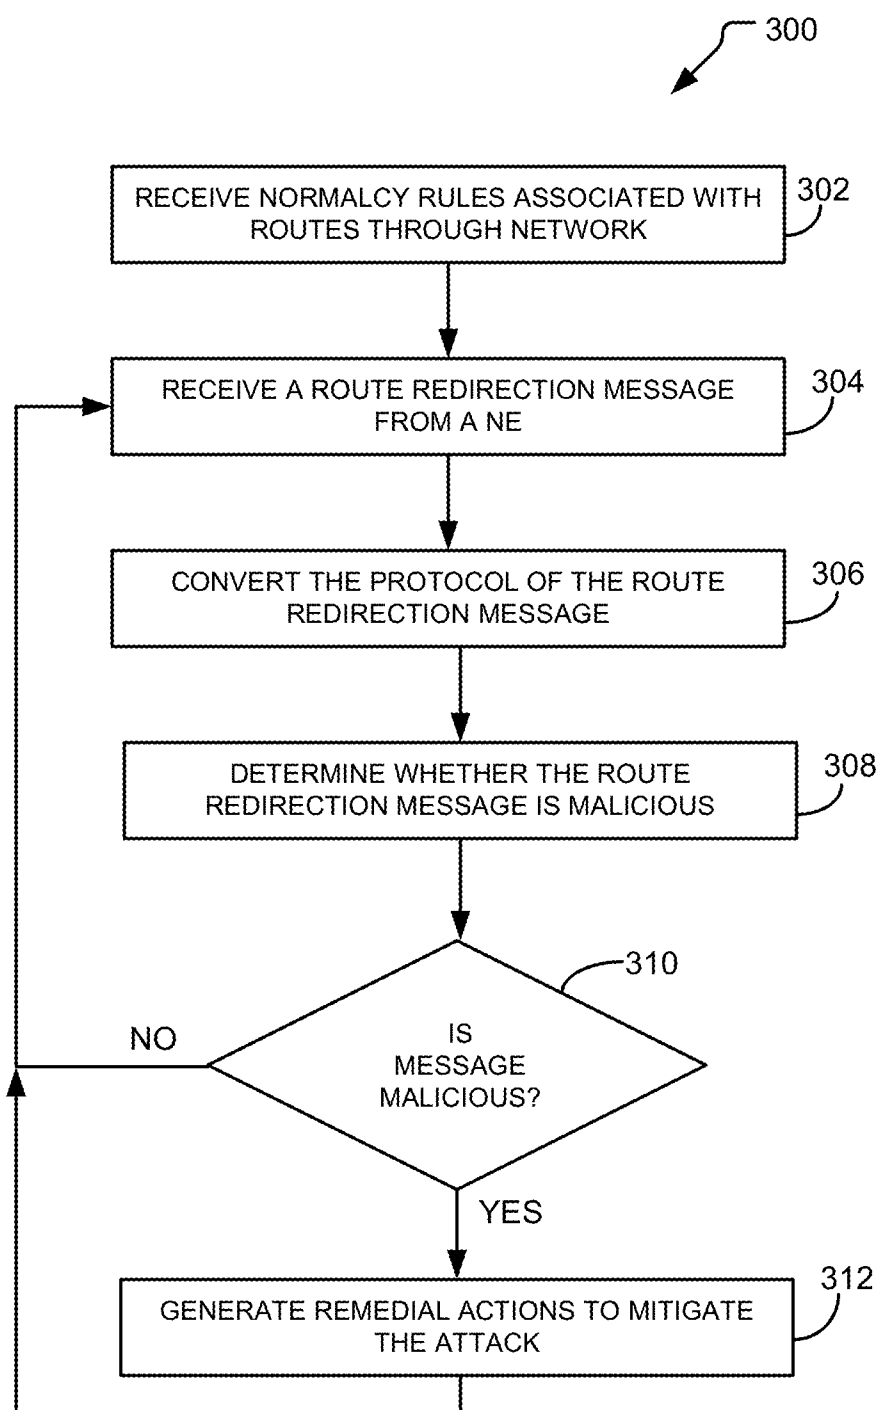 300
RECEIVE NORMALCY RULES ASSOCIATED WITH
ROUTES THROUGH NETWORK
302
RECEIVE A ROUTE REDIRECTION MESSAGE
FROM A NE
304
CONVERT THE PROTOCOL OF THE ROUTE
REDIRECTION MESSAGE
306
DETERMINE WHETHER THE ROUTE
REDIRECTION MESSAGE IS MALICIOUS
308
310
IS
MESSAGE
MALICIOUS?
NO
YES
GENERATE REMEDIAL ACTIONS TO MITIGATE
THE ATTACK
312